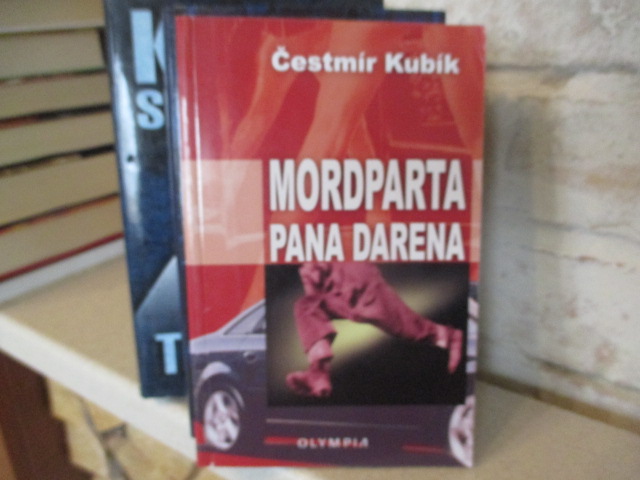 Čestmír Kubík
MORDPARTA
PANA DARENA
OLYMPIA